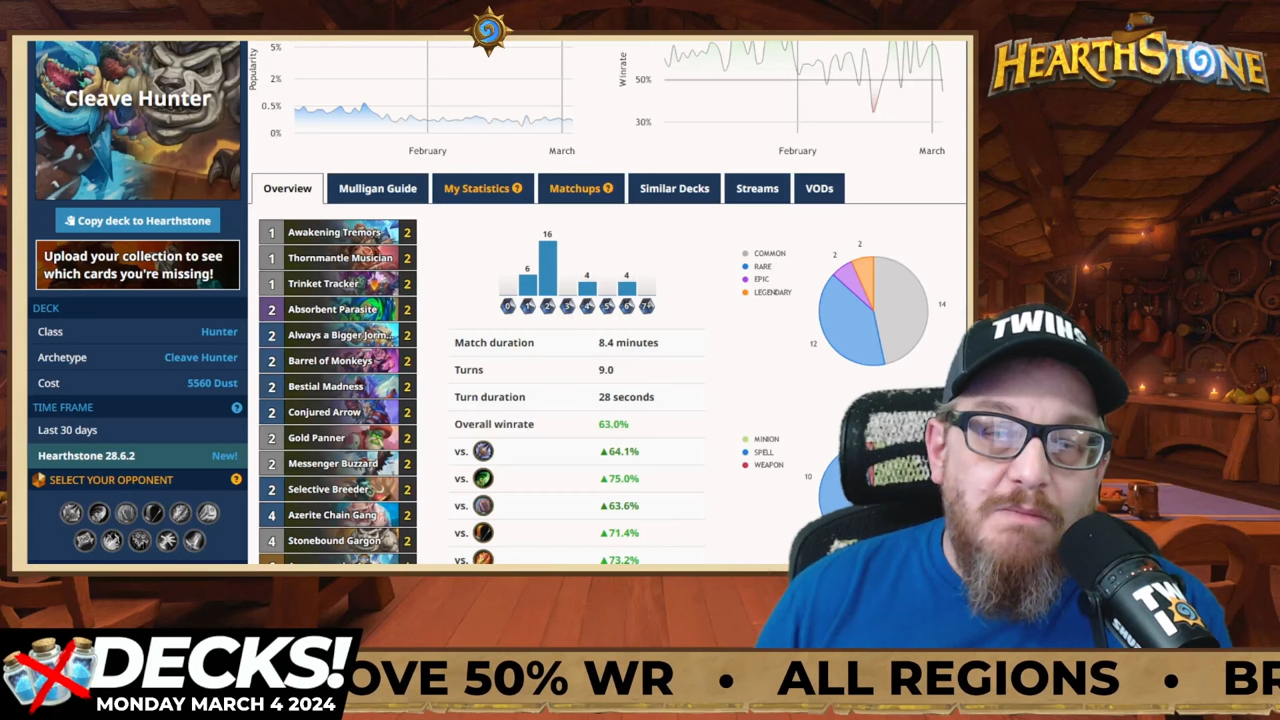 HEARTHSTONE
Cleave Hunter
Popularity
5%
2%
0.5%
0%
February
March
Winrate
50%
30%
February
March
Overview
Mulligan Guide
My Statistics
Matchups
Similar Decks
Streams
VODs
Copy deck to Hearthstone
Upload your collection to see
which cards you're missing!
DECK
Class Hunter
Archetype Cleave Hunter
Cost 5560 Dust
TIME FRAME ?
Last 30 days
Hearthstone 28.6.2 New!
SELECT YOUR OPPONENT ?
1 Awakening Tremors 2
1 Thornmantle Musician 2
1 Trinket Tracker 2
2 Absorbent Parasite 2
2 Always a Bigger Jorm... 2
2 Barrel of Monkeys 2
2 Bestial Madness 2
2 Conjured Arrow 2
2 Gold Panner 2
2 Messenger Buzzard 2
2 Selective Breeder 2
4 Azerite Chain Gang 2
4 Stonebound Gargon 2
6
16
4
4
0 1 2 3 4 5 6 7+
Match duration 8.4 minutes
Turns 9.0
Turn duration 28 seconds
Overall winrate 63.0%
vs. ▲64.1%
vs. ▲75.0%
vs. ▲63.6%
vs. ▲71.4%
vs. ▲73.2%
COMMON
RARE
EPIC
LEGENDARY
2
2
14
12
MINION
SPELL
WEAPON
10
TWIHS
TW
DECKS!
MONDAY MARCH 4 2024
OVE 50% WR • ALL REGIONS • BR